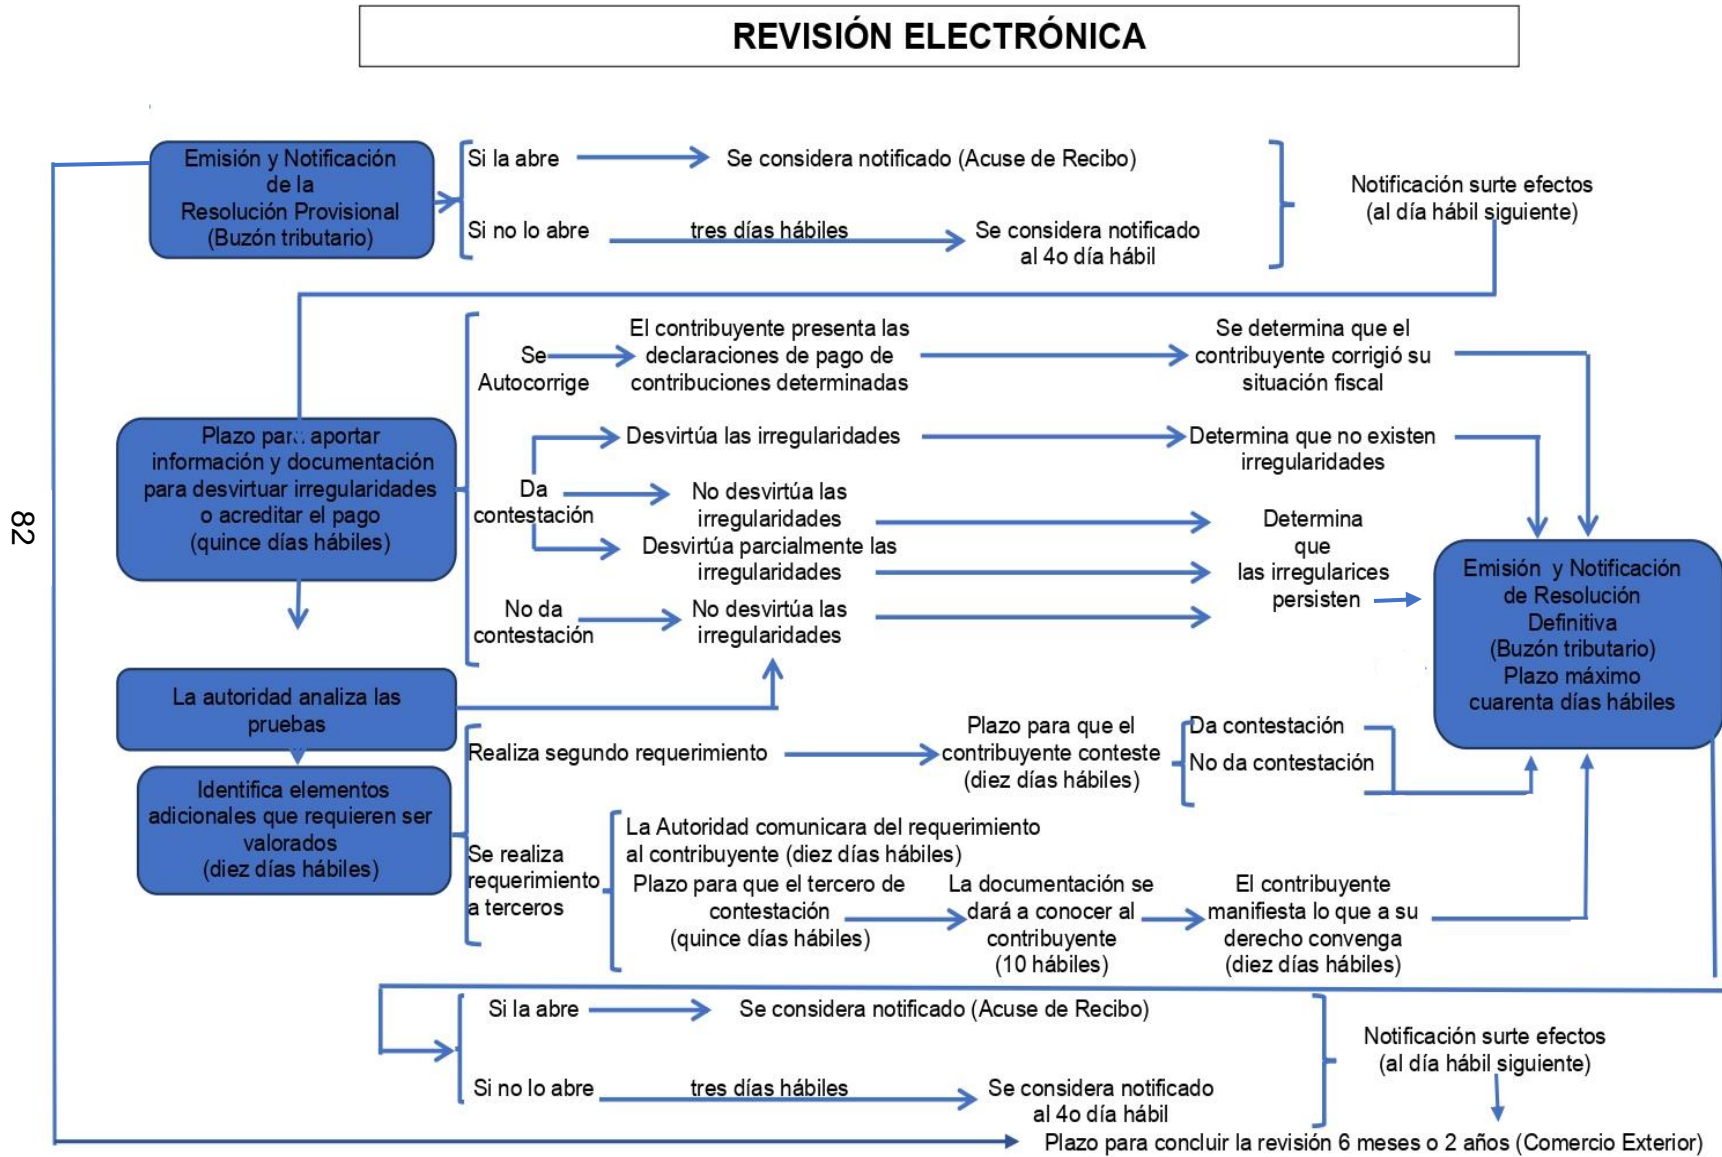 REVISIÓN ELECTRÓNICA
Emisión y Notificación
de la
Resolución Provisional
(Buzón tributario)
Si la abre
Se considera notificado (Acuse de Recibo)
Si no lo abre
tres días hábiles
Se considera notificado
al 4o día hábil
Notificación surte efectos
(al día hábil siguiente)
Plazo para aportar
información y documentación
para desvirtuar irregularidades
o acreditar el pago
(quince días hábiles)
Se
Autocorrige
El contribuyente presenta las
declaraciones de pago de
contribuciones determinadas
Se determina que el
contribuyente corrigió su
situación fiscal
Da
contestación
Desvirtúa las irregularidades
Determina que no existen
irregularidades
No desvirtúa las
irregularidades
Desvirtúa parcialmente las
irregularidades
No da
contestación
No desvirtúa las
irregularidades
Determina
que
las irregularices
persisten
Emisión y Notificación
de Resolución
Definitiva
(Buzón tributario)
Plazo máximo
cuarenta días hábiles
82
La autoridad analiza las
pruebas
Identifica elementos
adicionales que requieren ser
valorados
(diez días hábiles)
Realiza segundo requerimiento
Plazo para que el
contribuyente conteste
(diez días hábiles)
Da contestación
No da contestación
Se realiza
requerimiento
a terceros
La Autoridad comunicara del requerimiento
al contribuyente (diez días hábiles)
Plazo para que el tercero de
contestación
(quince días hábiles)
La documentación se
dará a conocer al
contribuyente
(10 hábiles)
El contribuyente
manifiesta lo que a su
derecho convenga
(diez días hábiles)
Si la abre
Se considera notificado (Acuse de Recibo)
Si no lo abre
tres días hábiles
Se considera notificado
al 4o día hábil
Notificación surte efectos
(al día hábil siguiente)
Plazo para concluir la revisión 6 meses o 2 años (Comercio Exterior)